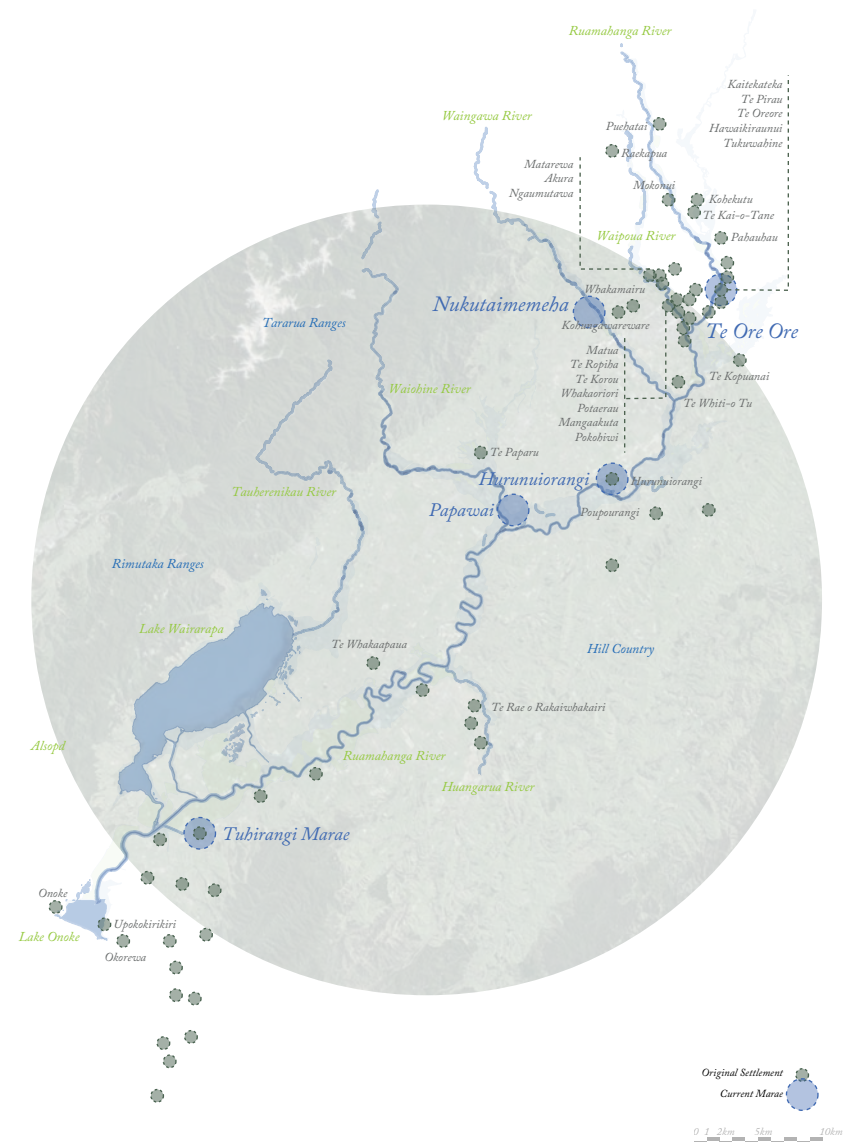 Ruamahanga River
Kaitekateka
Te Pirau
Te Oreore
Hawaikiraunui
Tukuwahine
Waingawa River
Puehatai
Raekapua
Matarewa
Akura
Ngaumutawa
Mokonui
Kohekutu
Te Kai-o-Tane
Waipoua River
Pahauhau
Whakamairu
Nukutaimemeha
Kohungawareware
Te Ore Ore
Tararua Ranges
Matua
Te Ropiha
Te Korou
Whakaoriori
Potaerau
Mangaakuta
Pokohiwi
Te Kopuanai
Waiohine River
Te Whiti-o Tu
Te Paparu
Hurunuiorangi
Hurunuiorangi
Tauherenikau River
Papawai
Poupourangi
Rimutaka Ranges
Lake Wairarapa
Te Whakaapaua
Hill Country
Te Rae o Rakaiwhakairi
Alsopd
Ruamahanga River
Huangarua River
Tuhirangi Marae
Onoke
Upokokirikiri
Lake Onoke
Okorewa
Original Settlement
Current Marae
0 1 2km 5km 10km